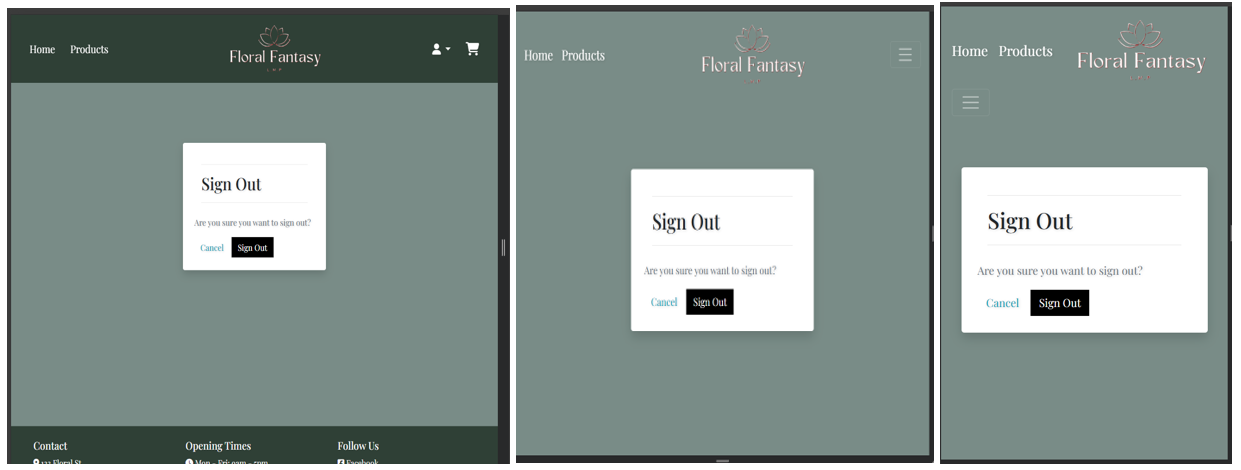 Home Products
Floral Fantasy
Sign Out
Are you sure you want to sign out?
Cancel Sign Out
Contact Opening Times Follow Us
123 Floral St Mon - Fri: 9am - 5pm Facebook
Home Products
Floral Fantasy
Sign Out
Are you sure you want to sign out?
Cancel Sign Out
Home Products
Floral Fantasy
Sign Out
Are you sure you want to sign out?
Cancel Sign Out